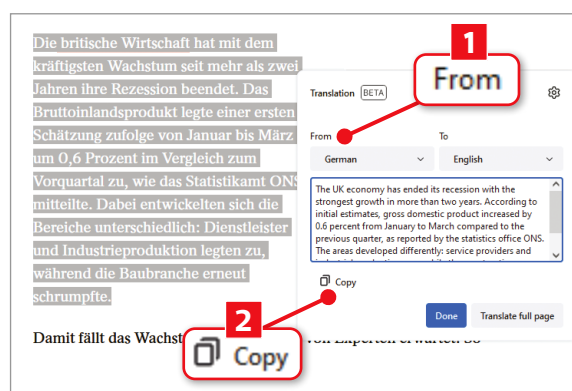 Die britische Wirtschaft hat mit dem
kräftigsten Wachstum seit mehr als zwei
Jahren ihre Rezession beendet. Das
Bruttoinlandsprodukt legte einer ersten
Schätzung zufolge von Januar bis März
um 0,6 Prozent im Vergleich zum
Vorquartal zu, wie das Statistikamt ONS
mitteilte. Dabei entwickelten sich die
Bereiche unterschiedlich: Dienstleister
und Industrieproduktion legten zu,
während die Baubranche erneut
schrumpfte.
Damit fällt das Wachst
1
From
Translation BETA
From
To
German
English
The UK economy has ended its recession with the
strongest growth in more than two years. According to
initial estimates, gross domestic product increased by
0.6 percent from January to March compared to the
previous quarter, as reported by the statistics office ONS.
The areas developed differently: service providers and
Copy
Done
Translate full page
2
Copy